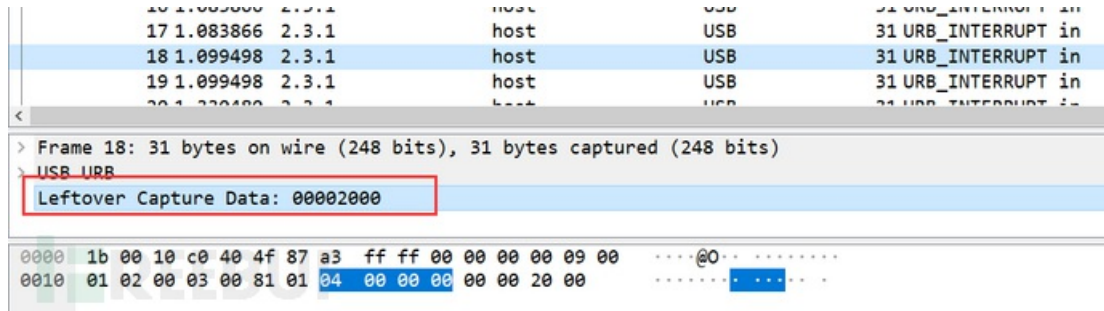 17 1.083866 2.3.1 host USB 31 URB_INTERRUPT in
18 1.099498 2.3.1 host USB 31 URB_INTERRUPT in
19 1.099498 2.3.1 host USB 31 URB_INTERRUPT in
<
> Frame 18: 31 bytes on wire (248 bits), 31 bytes captured (248 bits)
> USB URB
Leftover Capture Data: 00002000
0000 1b 00 10 c0 40 4f 87 a3 ff ff 00 00 00 00 09 00 ····@O·· ········
0010 01 02 00 03 00 81 01 04 00 00 00 00 00 20 00 ········ ····· ·